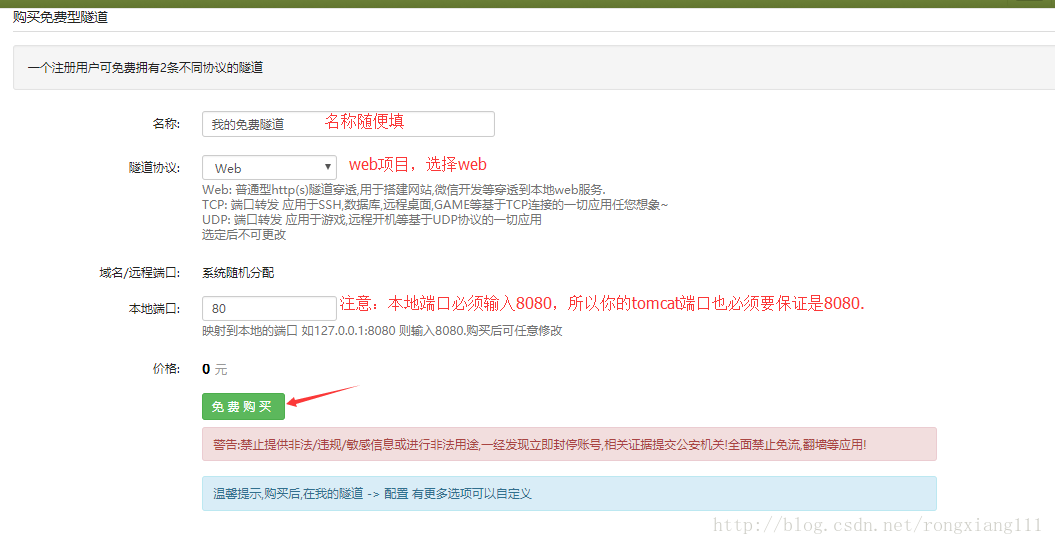 购买免费型隧道
一个注册用户可免费拥有2条不同协议的隧道
名称: 我的免费隧道 名称随便填
隧道协议: Web web项目，选择web
Web: 普通型http(s)隧道穿透,用于搭建网站,微信开发等穿透到本地web服务.
TCP: 端口转发 应用于SSH,数据库,远程桌面,GAME等基于TCP连接的一切应用任您想象~
UDP: 端口转发 应用于游戏,远程开机等基于UDP协议的一切应用
选定后不可更改
域名/远程端口: 系统随机分配
本地端口: 80 注意：本地端口必须输入8080，所以你的tomcat端口也必须要保证是8080.
映射到本地的端口 如127.0.0.1:8080 则输入8080.购买后可任意修改
价格: 0 元
免 费 购 买
警告:禁止提供非法/违规/敏感信息或进行非法用途,一经发现立即封停账号,相关证据提交公安机关!全面禁止免流,翻墙等应用!
温馨提示,购买后,在我的隧道 -> 配置 有更多选项可以自定义
http://blog.csdn.net/rongxiang111